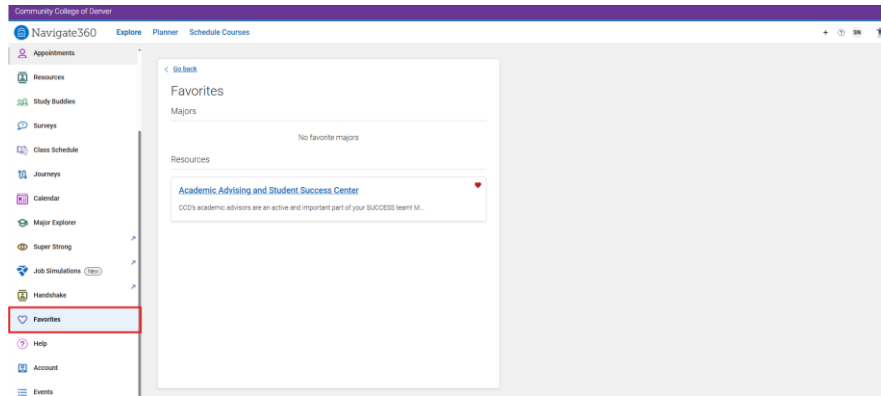 Community College of Denver
Navigate360 Explore Planner Schedule Courses + ? SN
Appointments
Resources
Study Buddies
Surveys
Class Schedule
Journeys
Calendar
Major Explorer
Super Strong
Job Simulations New
Handshake
Favorites
Help
Account
Events
< Go back
Favorites
Majors
No favorite majors
Resources
Academic Advising and Student Success Center
CCD's academic advisors are an active and important part of your SUCCESS team! M...